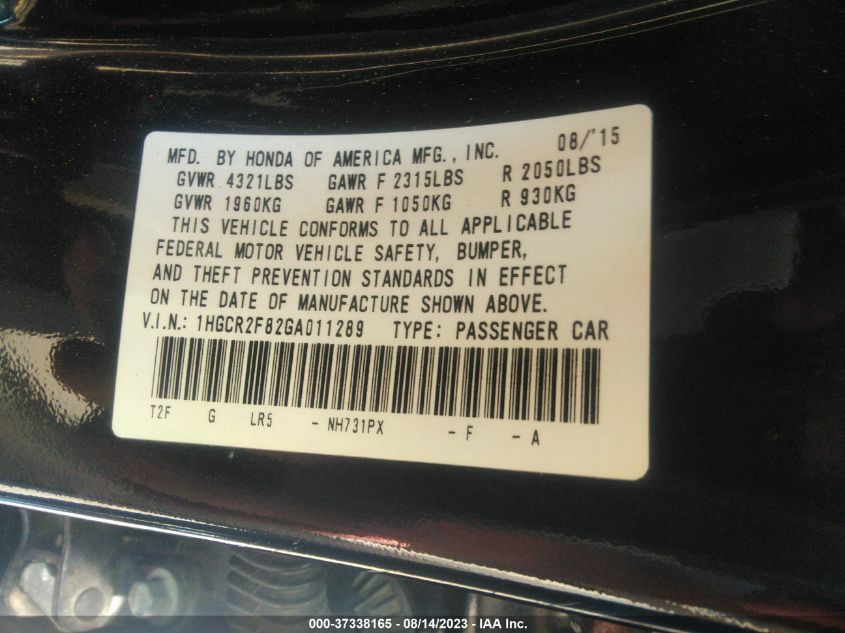 MFD. BY HONDA OF AMERICA MFG., INC. 08/'15
GVWR 4321LBS GAWR F 2315LBS R 2050LBS
GVWR 1960KG GAWR F 1050KG R 930KG
THIS VEHICLE CONFORMS TO ALL APPLICABLE
FEDERAL MOTOR VEHICLE SAFETY, BUMPER,
AND THEFT PREVENTION STANDARDS IN EFFECT
ON THE DATE OF MANUFACTURE SHOWN ABOVE.
V.I.N.: 1HGCR2F82GA011289 TYPE: PASSENGER CAR
T2F G LR5 - NH731PX - F - A
000-37338165 - 08/14/2023 - IAA Inc.